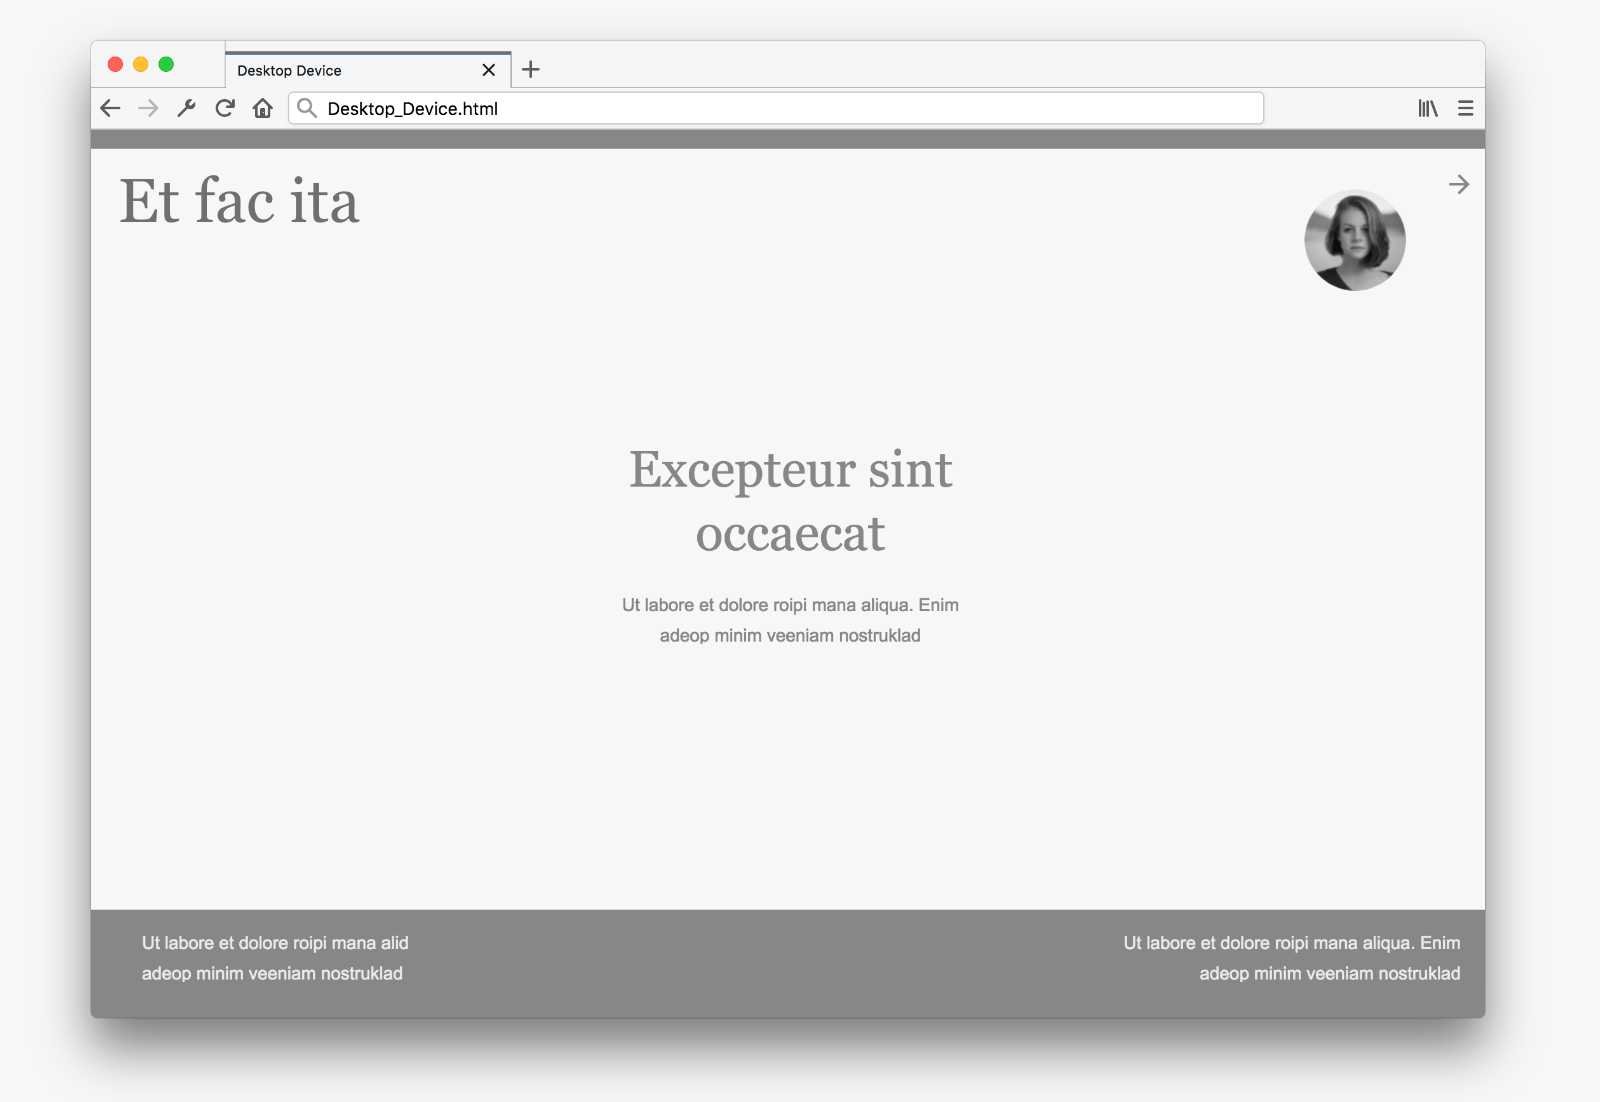 Desktop Device
Desktop_Device.html
Et fac ita
Excepteur sint
occaecat
Ut labore et dolore roipi mana aliqua. Enim
adeop minim veeniam nostruklad
Ut labore et dolore roipi mana alid
adeop minim veeniam nostruklad
Ut labore et dolore roipi mana aliqua. Enim
adeop minim veeniam nostruklad